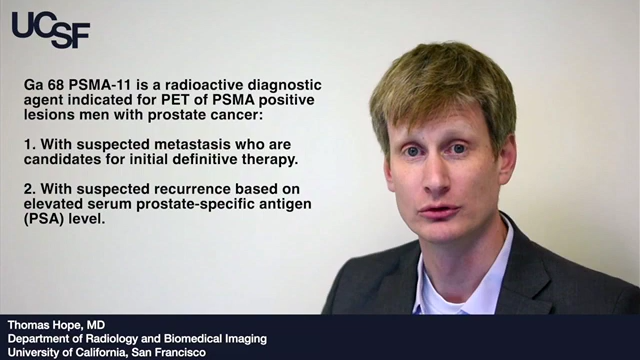 UCSF
Ga 68 PSMA-11 is a radioactive diagnostic
agent indicated for PET of PSMA positive
lesions men with prostate cancer:
1. With suspected metastasis who are
candidates for initial definitive therapy.
2. With suspected recurrence based on
elevated serum prostate-specific antigen
(PSA) level.
Thomas Hope, MD
Department of Radiology and Biomedical Imaging
University of California, San Francisco